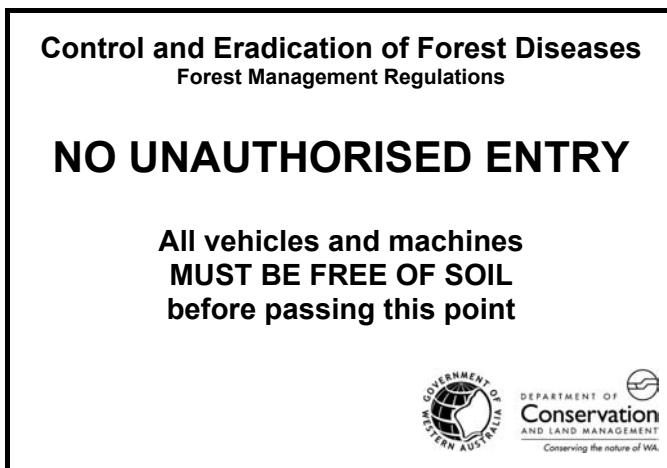 Control and Eradication of Forest Diseases
Forest Management Regulations
NO UNAUTHORISED ENTRY
All vehicles and machines
MUST BE FREE OF SOIL
before passing this point
GOVERNMENT OF
WESTERN AUSTRALIA
DEPARTMENT OF
Conservation
AND LAND MANAGEMENT
Conserving the nature of WA.